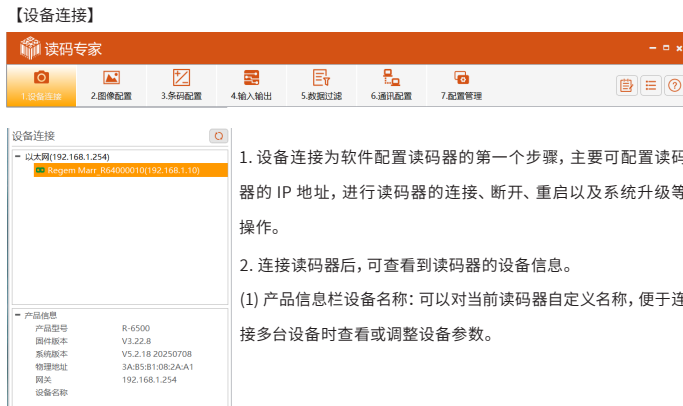 【设备连接】
读码专家
1.设备连接 2.图像配置 3.条码配置 4.输入输出 5.数据过滤 6.通讯配置 7.配置管理
设备连接
以太网(192.168.1.254)
Regem Marr_R64000010(192.168.1.10)
产品信息
产品型号 R-6500
固件版本 V3.22.8
系统版本 V5.2.18 20250708
物理地址 3A:B5:B1:08:2A:A1
网关 192.168.1.254
设备名称
1. 设备连接为软件配置读码器的第一个步骤，主要可配置读码
器的 IP 地址，进行读码器的连接、断开、重启以及系统升级等
操作。
2. 连接读码器后，可查看到读码器的设备信息。
(1) 产品信息栏设备名称：可以对当前读码器自定义名称，便于连
接多台设备时查看或调整设备参数。